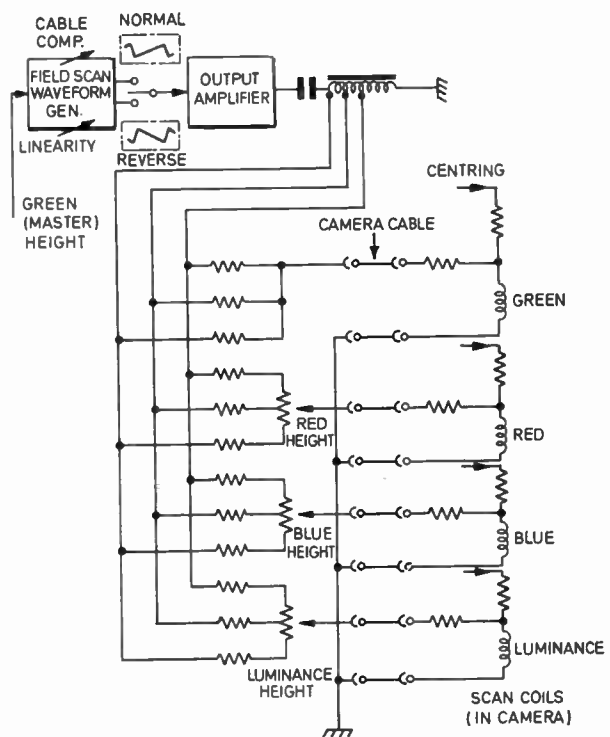 CABLE
COMP.
NORMAL
FIELD SCAN
WAVEFORM
GEN.
OUTPUT
AMPLIFIER
LINEARITY
REVERSE
GREEN
(MASTER)
HEIGHT
CENTRING
CAMERA CABLE
GREEN
RED
HEIGHT
RED
BLUE
HEIGHT
BLUE
LUMINANCE
HEIGHT
LUMINANCE
SCAN COILS
(IN CAMERA)